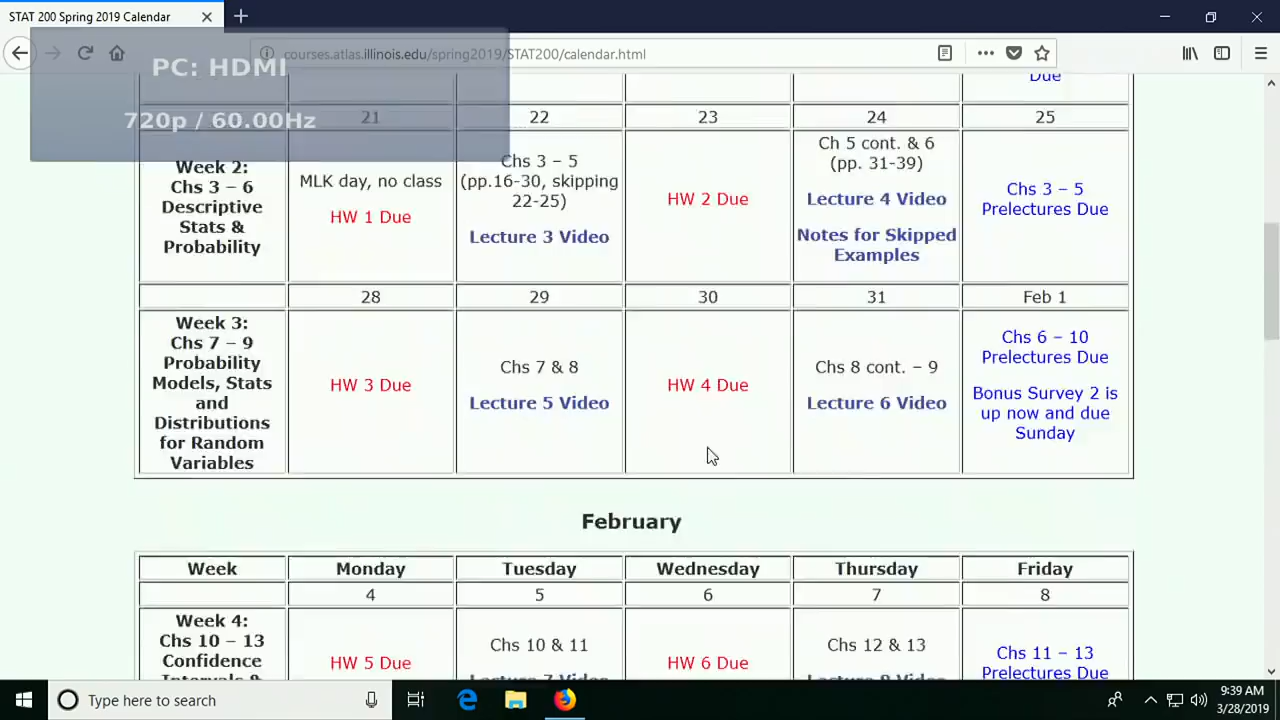 STAT 200 Spring 2019 Calendar
courses.atlas.illinois.edu/spring2019/STAT200/calendar.html
PC: HDMI
720p / 60.00Hz
Due
21
22
23
24
25
Week 2:
Chs 3 – 6
Descriptive
Stats &
Probability
MLK day, no class
HW 1 Due
Chs 3 – 5
(pp.16-30, skipping
22-25)
Lecture 3 Video
HW 2 Due
Ch 5 cont. & 6
(pp. 31-39)
Lecture 4 Video
Notes for Skipped
Examples
Chs 3 – 5
Prelectures Due
28
29
30
31
Feb 1
Week 3:
Chs 7 – 9
Probability
Models, Stats
and
Distributions
for Random
Variables
HW 3 Due
Chs 7 & 8
Lecture 5 Video
HW 4 Due
Chs 8 cont. – 9
Lecture 6 Video
Chs 6 – 10
Prelectures Due
Bonus Survey 2 is
up now and due
Sunday
February
Week
Monday
Tuesday
Wednesday
Thursday
Friday
4
5
6
7
8
Week 4:
Chs 10 – 13
Confidence
Intervals &
HW 5 Due
Chs 10 & 11
Lecture 7 Video
HW 6 Due
Chs 12 & 13
Lecture 8 Video
Chs 11 – 13
Prelectures Due
Type here to search
9:39 AM
3/28/2019